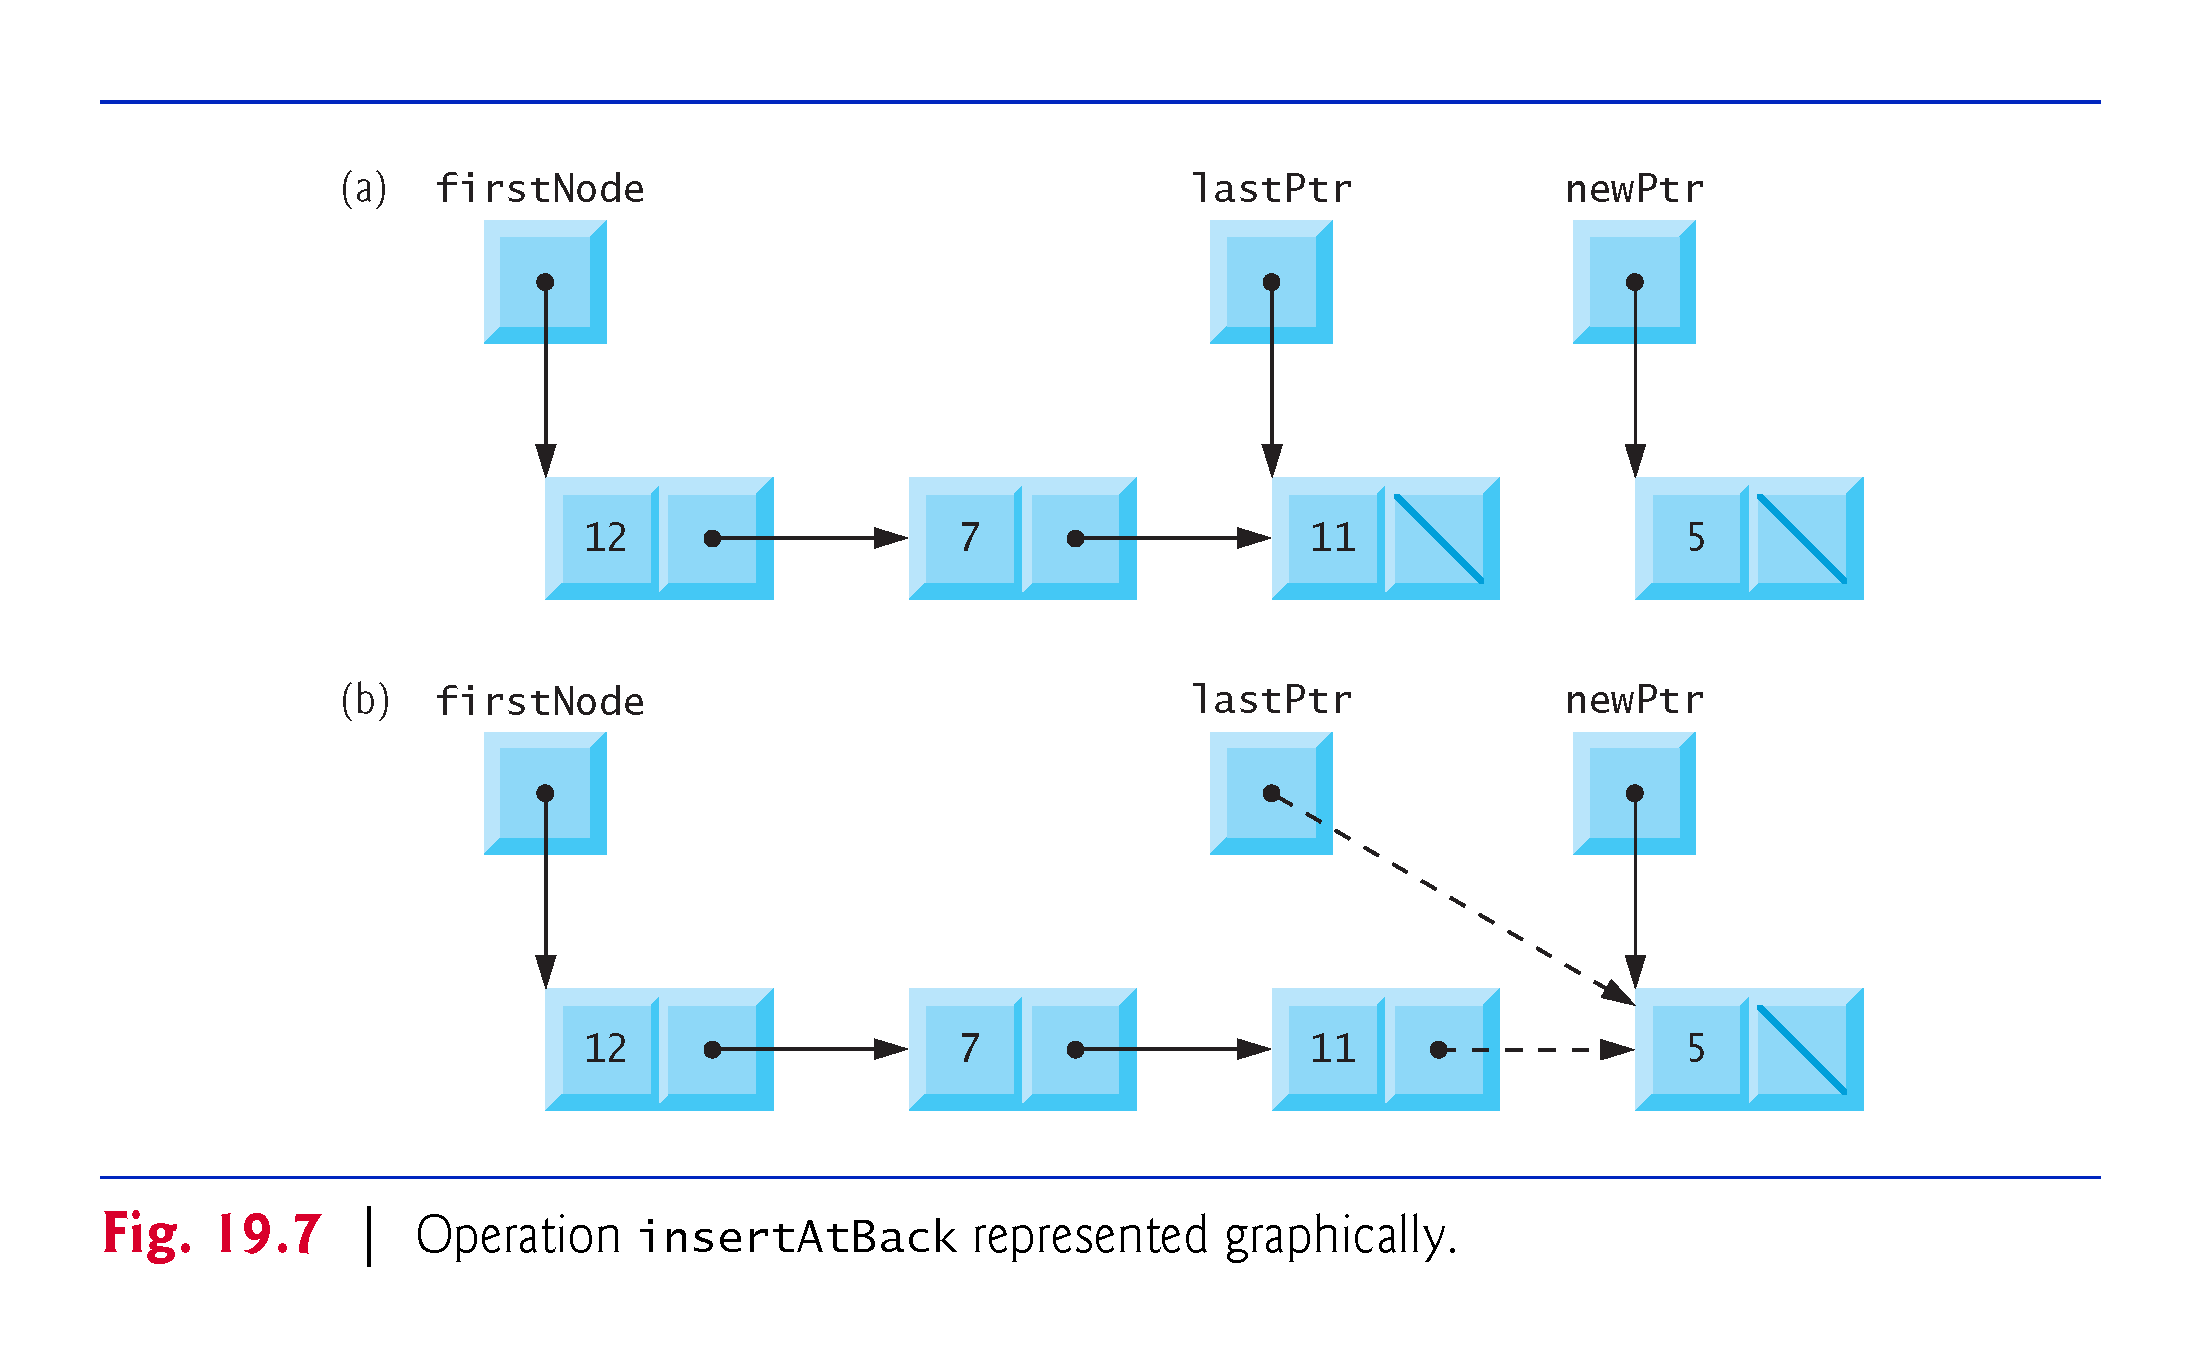 (a) firstNode lastPtr newPtr
12 7 11 5
(b) firstNode lastPtr newPtr
12 7 11 5
Fig. 19.7 | Operation insertAtBack represented graphically.